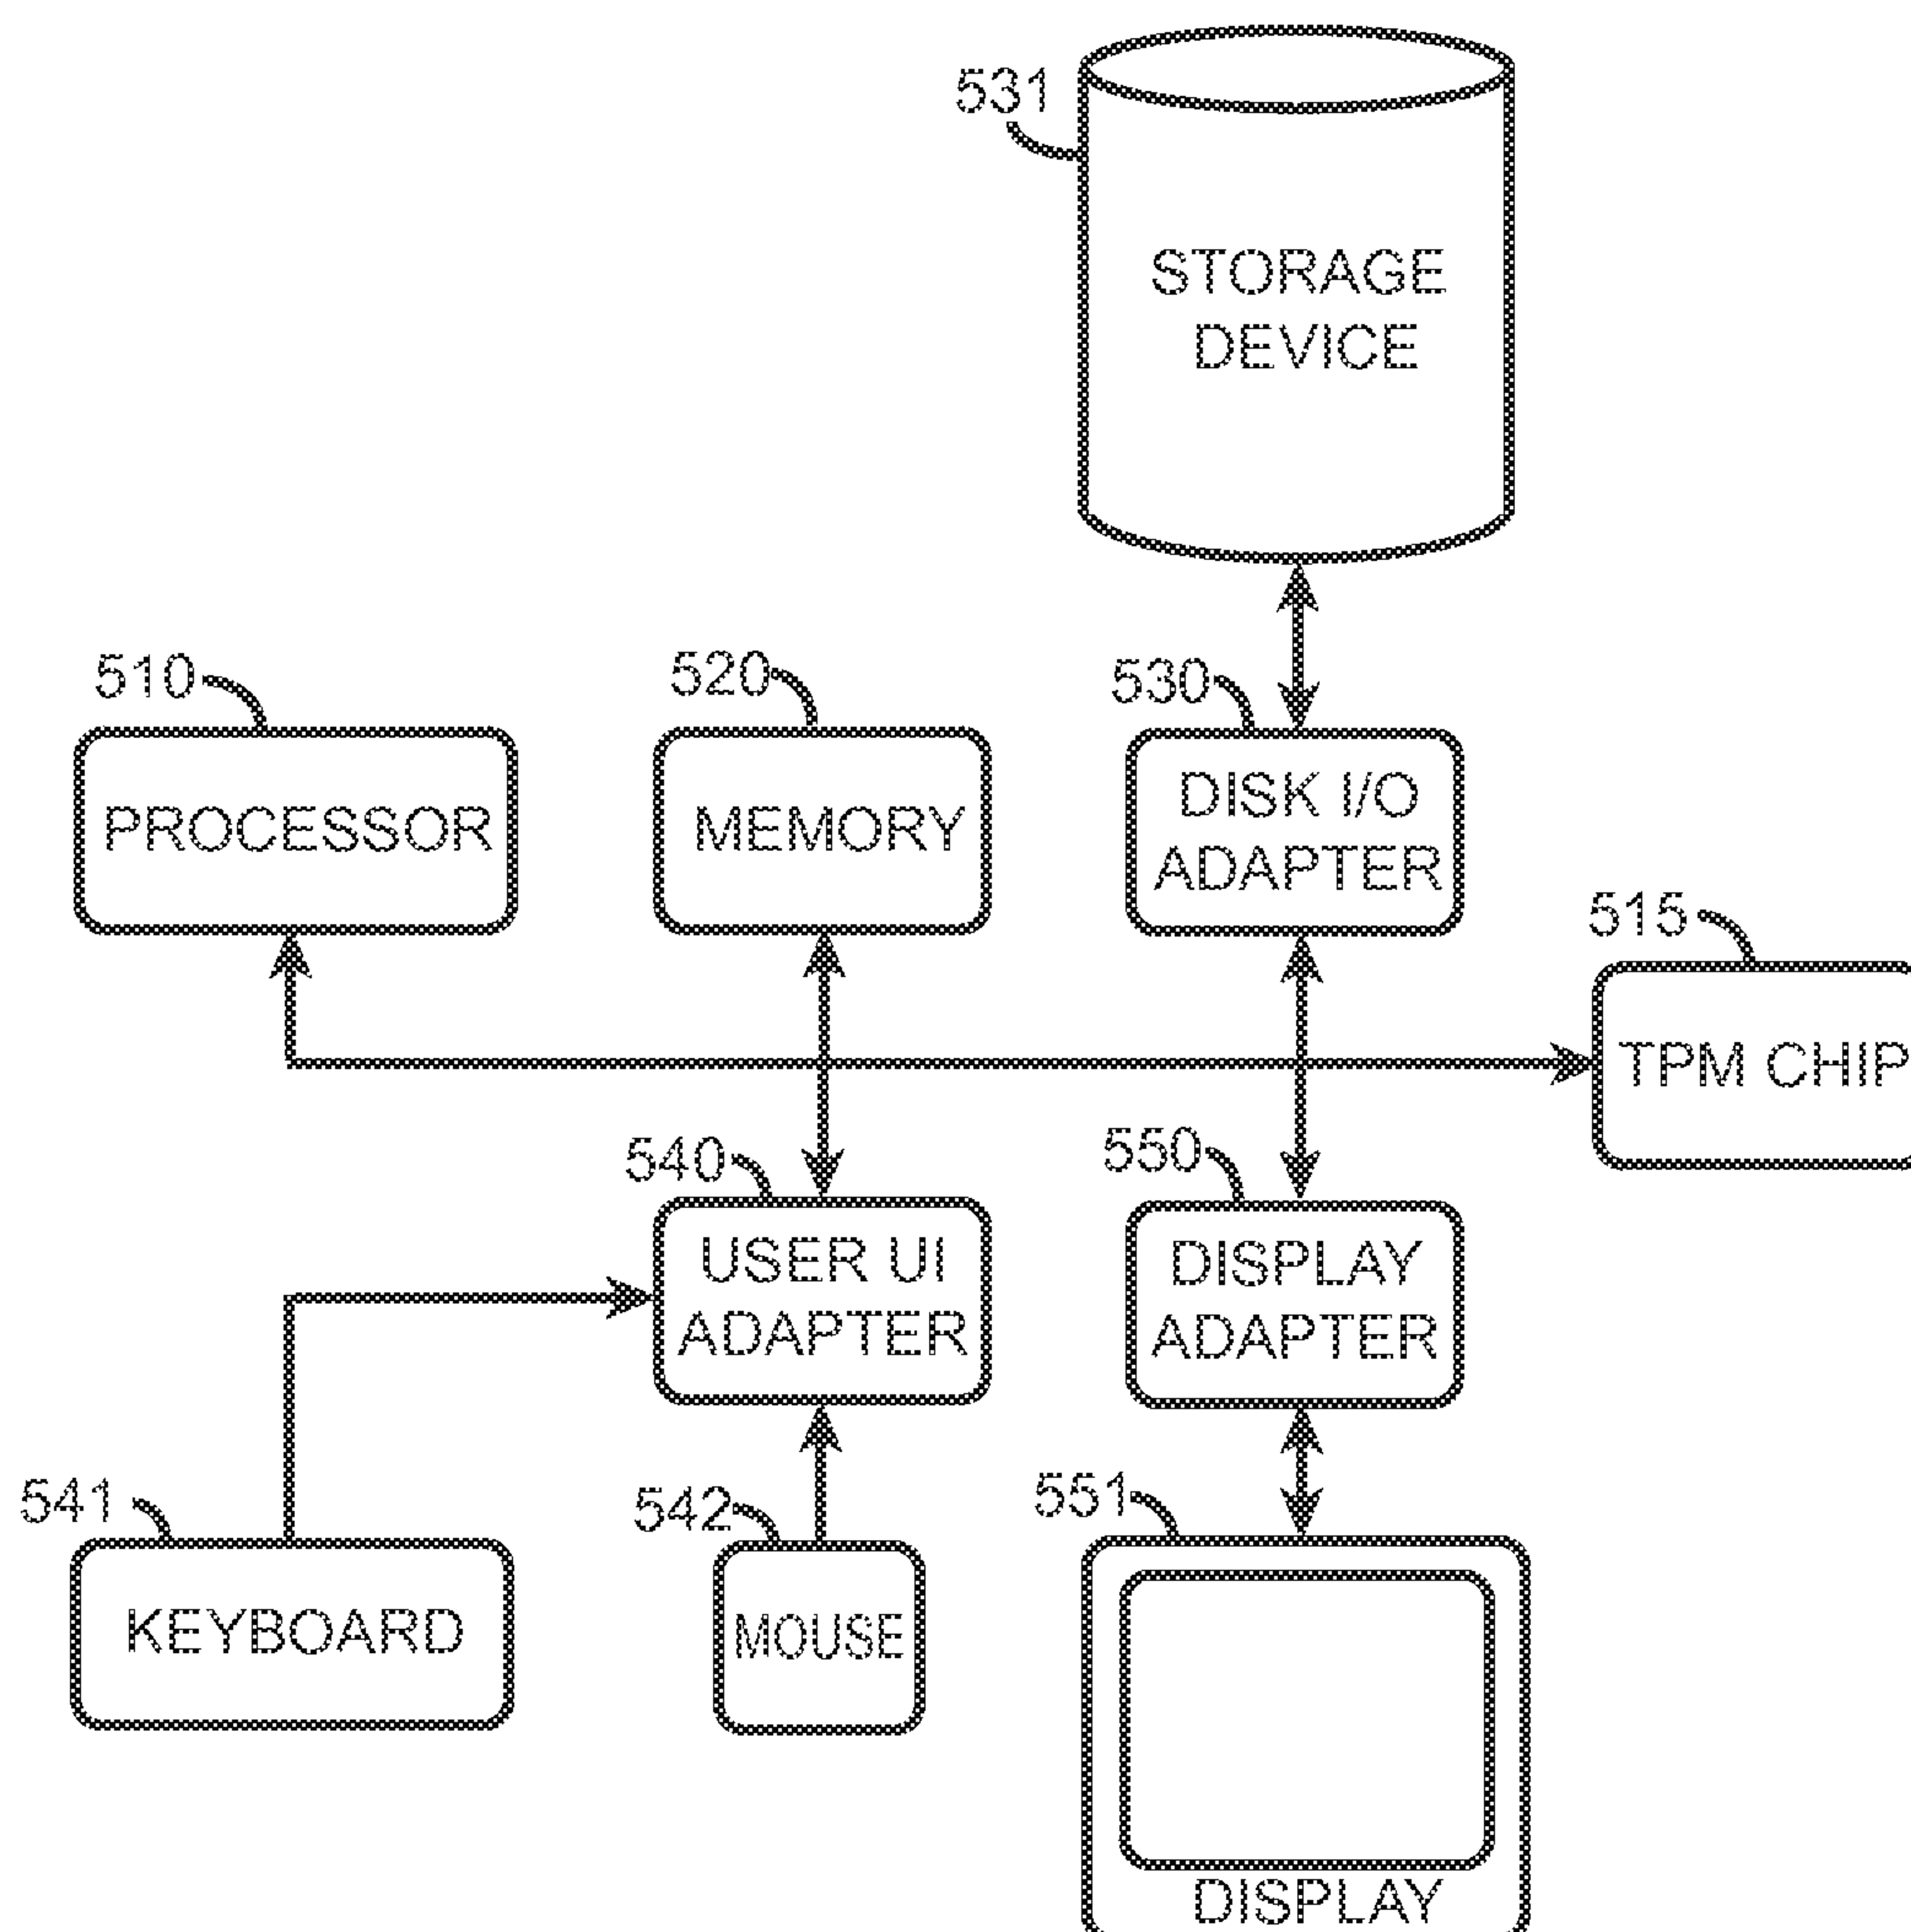 531
STORAGE
DEVICE
510
520
530
PROCESSOR
MEMORY
DISK I/O
ADAPTER
515
TPM CHIP
540
550
USER UI
ADAPTER
DISPLAY
ADAPTER
541
542
551
KEYBOARD
MOUSE
DISPLAY